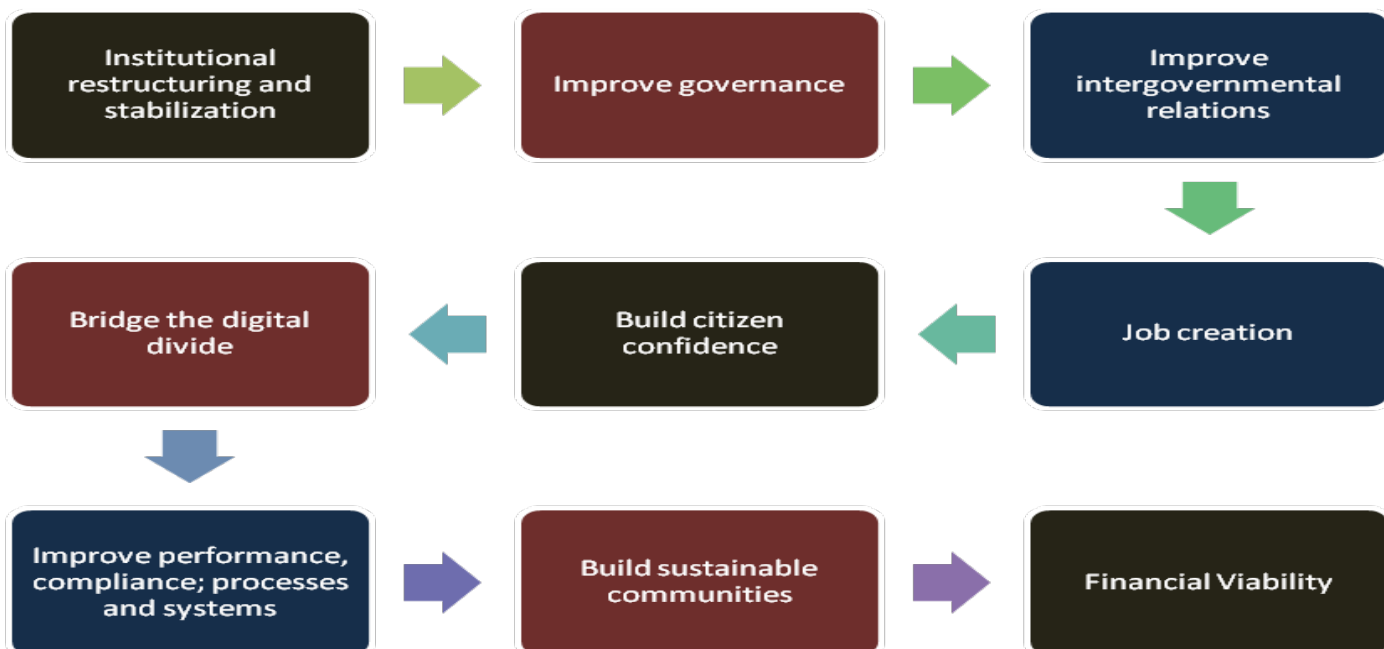 Institutional
restructuring and
stabilization
Improve governance
Improve
intergovernmental
relations
Job creation
Build citizen
confidence
Bridge the digital
divide
Improve performance,
compliance; processes
and systems
Build sustainable
communities
Financial Viability